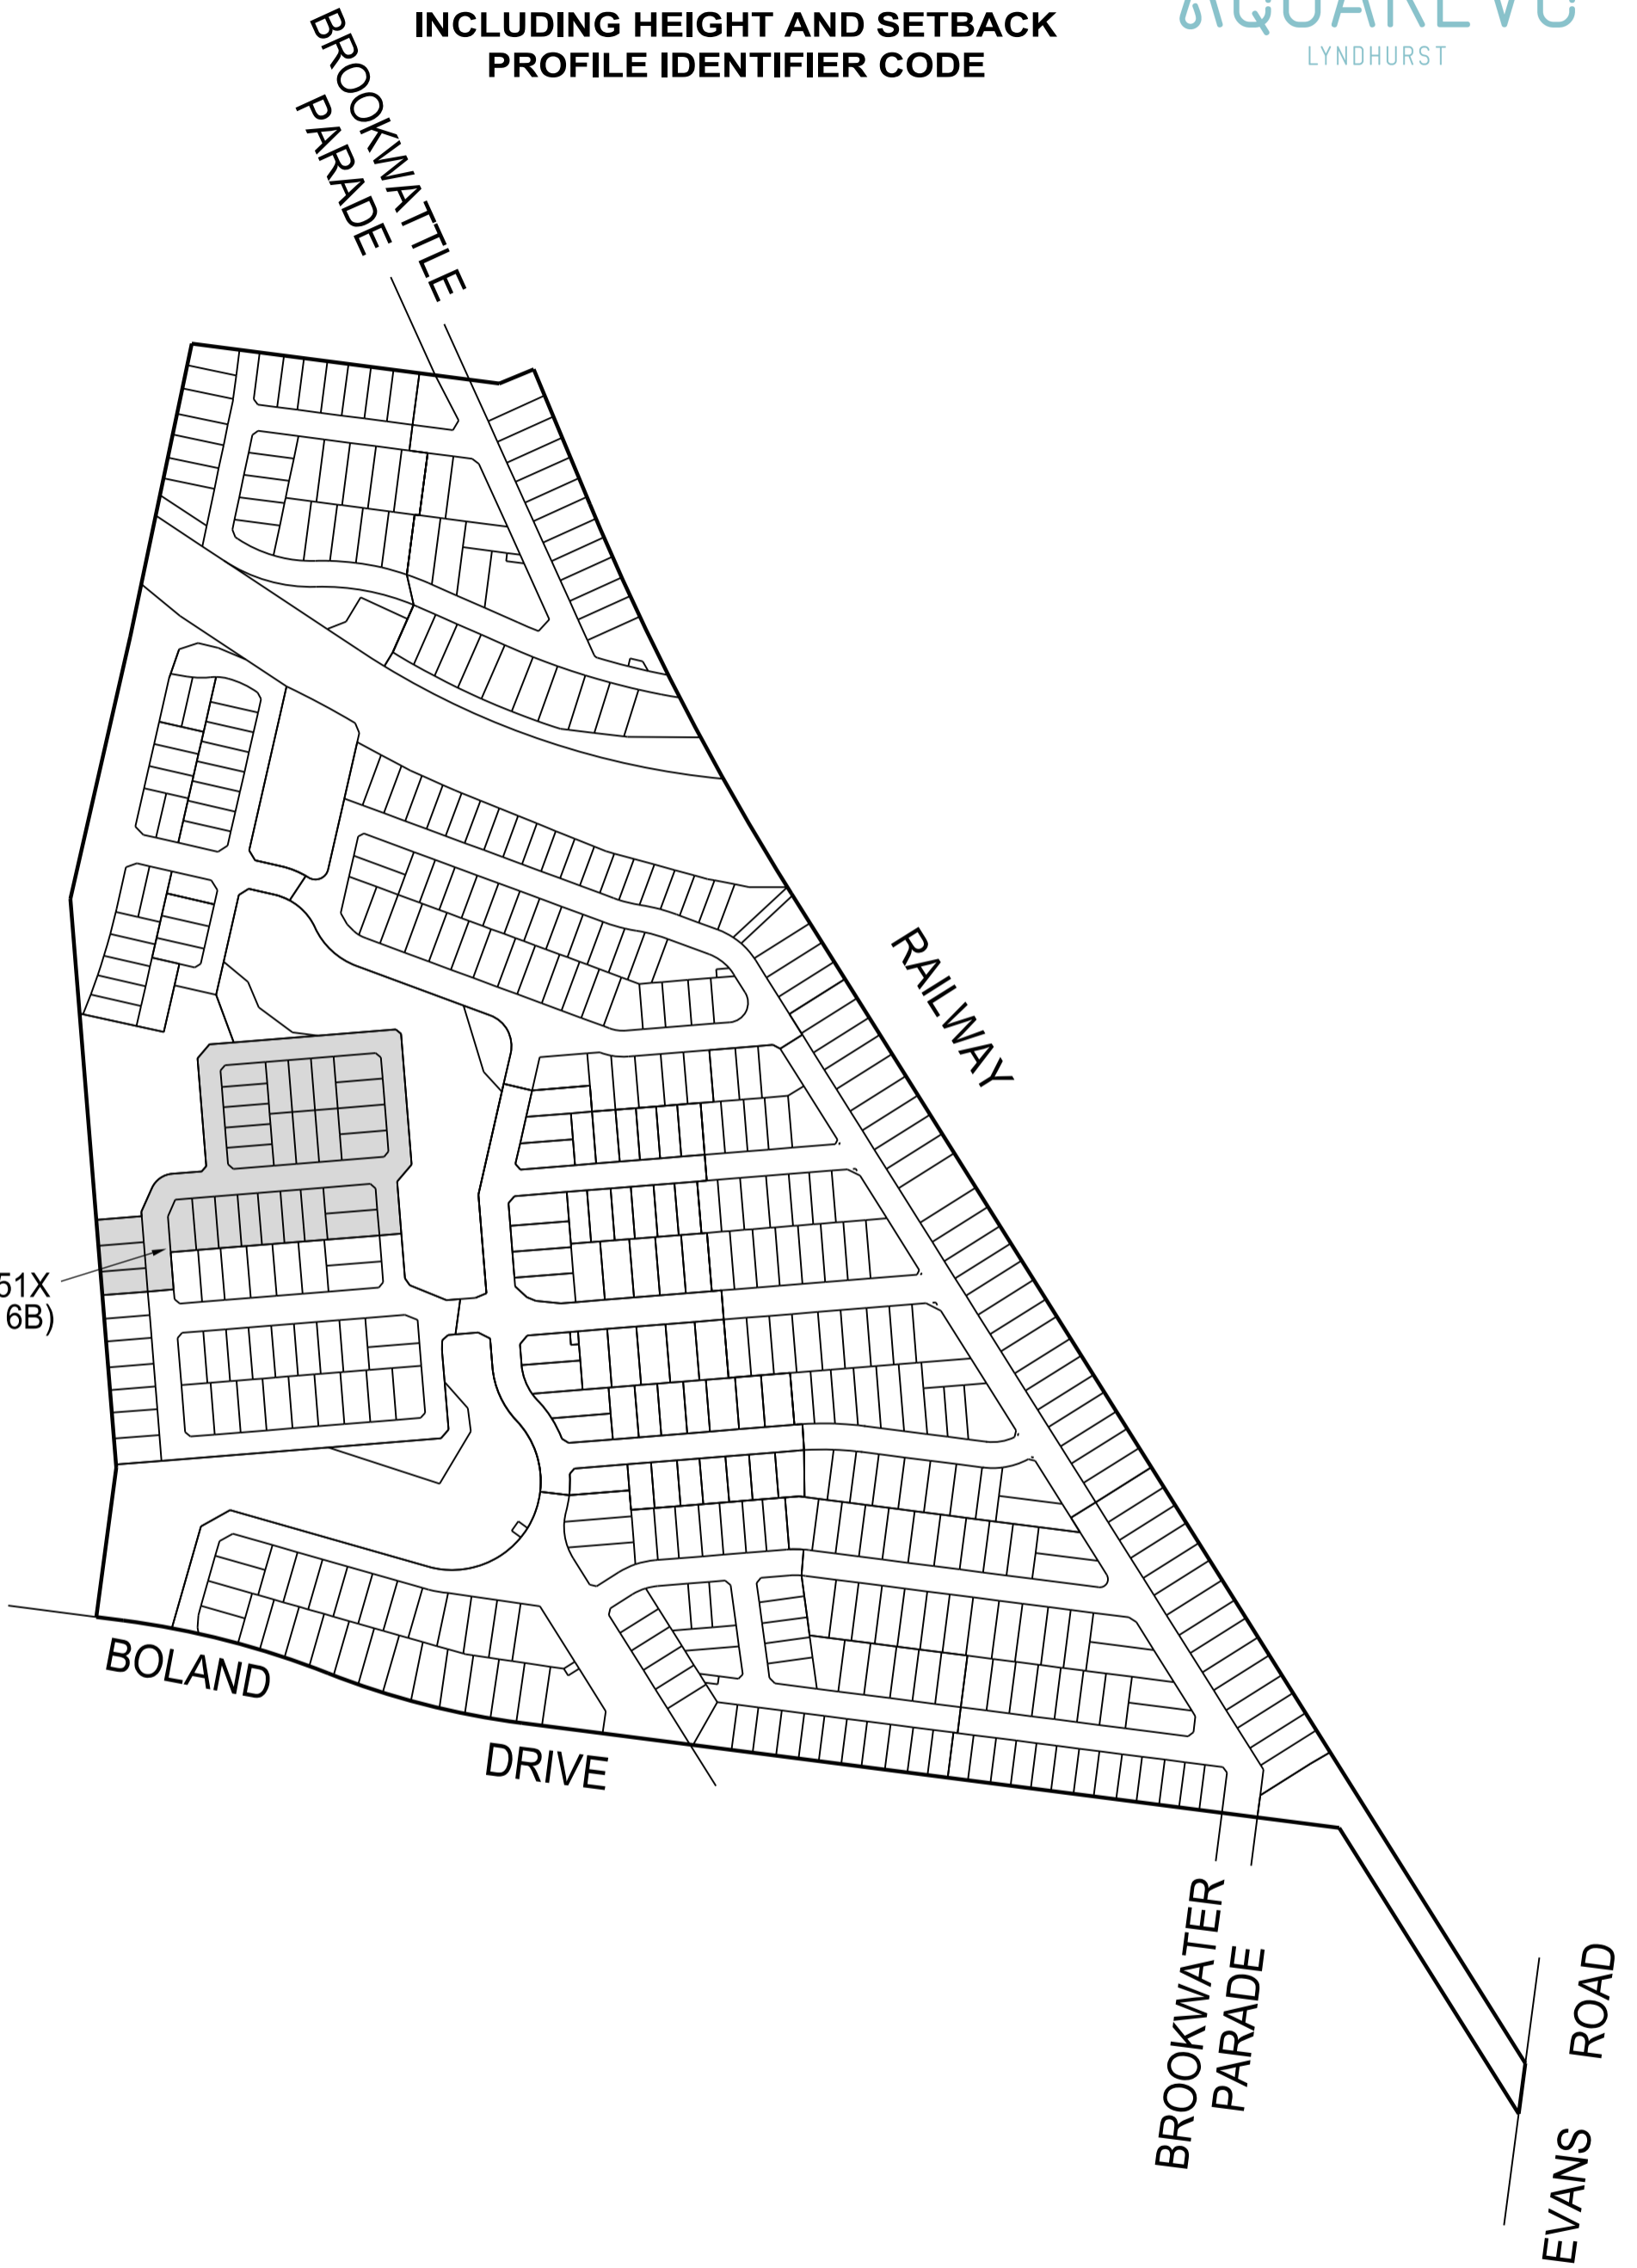 INCLUDING HEIGHT AND SETBACK
PROFILE IDENTIFIER CODE
LYNDHURST
BROOKWATTLE
PARADE
RAILWAY
51X
6B)
BOLAND
DRIVE
BROOKWATER
PARADE
EVANS ROAD